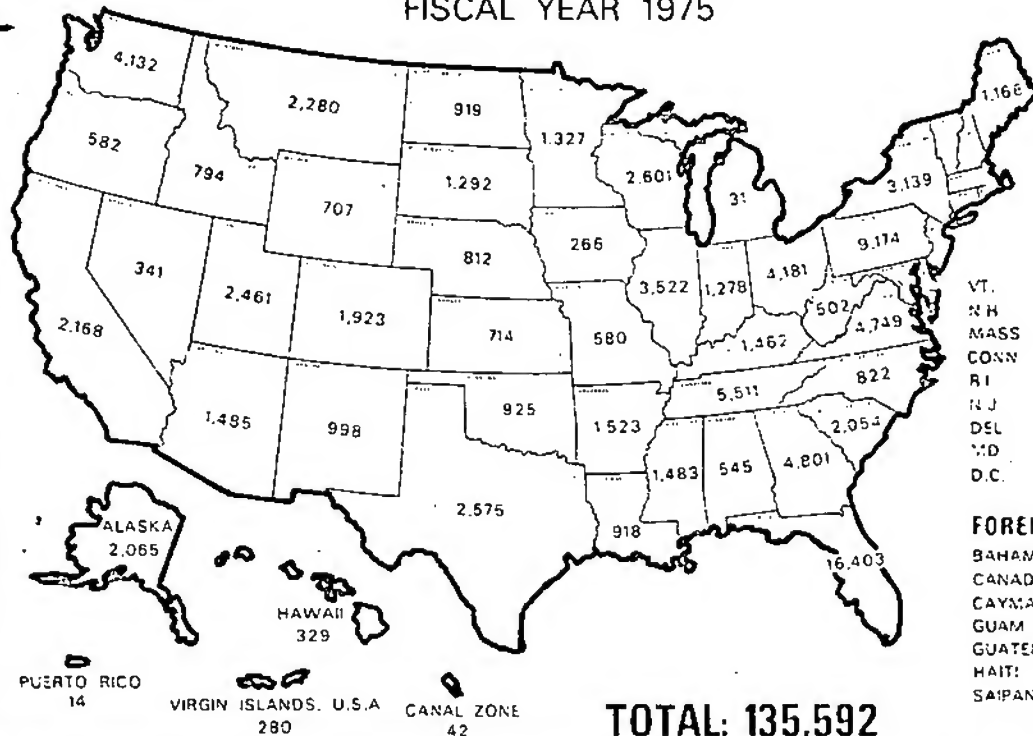 FISCAL YEAR 1975
4,132
2,280
919
1,327
1,168
582
794
707
1,292
2,601
31
3,139
341
2,461
812
266
9,174
2,168
1,923
714
580
3,522
1,278
4,181
502
4,749
1,462
1,485
998
925
1,523
5,511
822
2,054
2,575
1,483
545
4,801
918
16,403
ALASKA
2,065
HAWAII
329
PUERTO RICO
14
VIRGIN ISLANDS, U.S.A
280
CANAL ZONE
42
TOTAL: 135,592
VT.
N H
MASS
CONN
R I
N. J
DEL
MD
D.C.
FOREI
BAHAM
CANAD
CAYMA
GUAM
GUATE
HAITI
SAIPAN